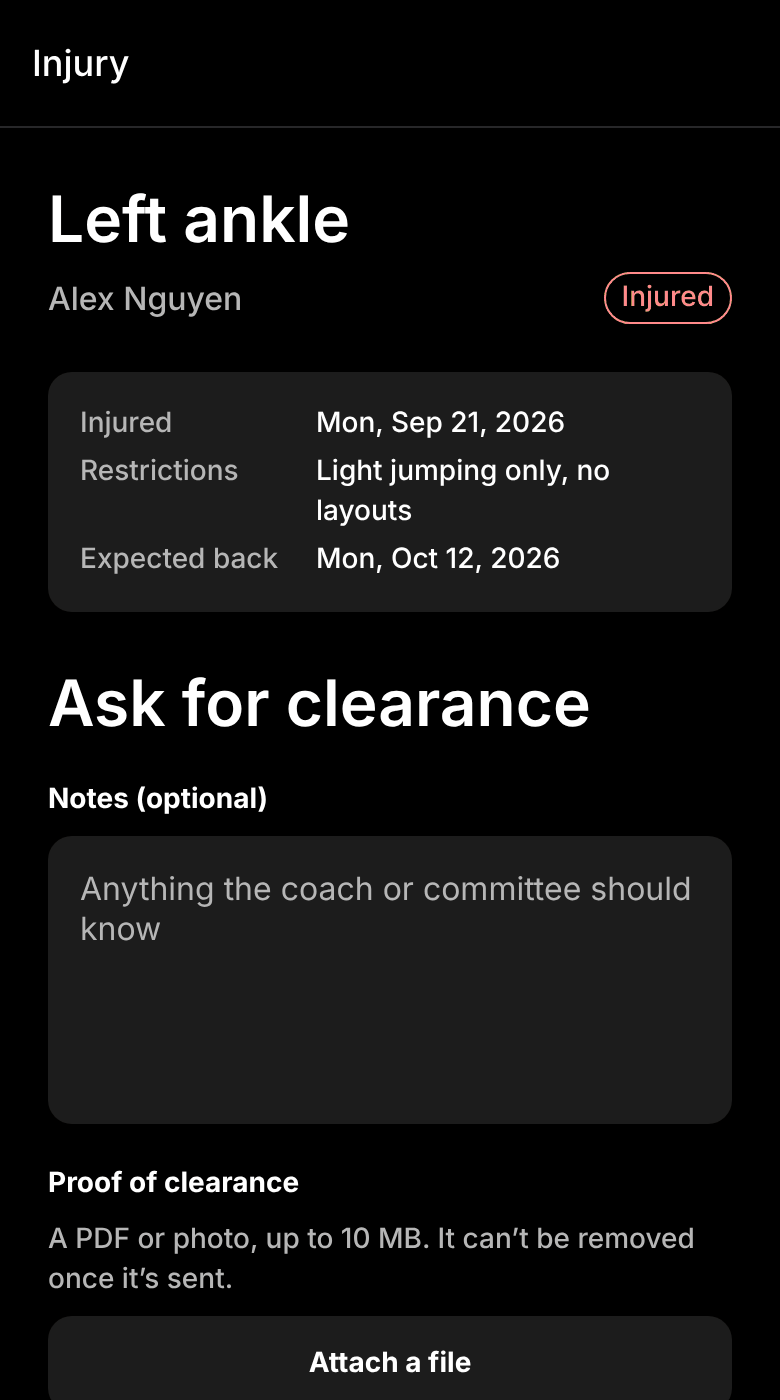 Injury
Left ankle
Alex Nguyen
Injured
Injured
Mon, Sep 21, 2026
Restrictions
Light jumping only, no
layouts
Expected back
Mon, Oct 12, 2026
Ask for clearance
Notes (optional)
Anything the coach or committee should
know
Proof of clearance
A PDF or photo, up to 10 MB. It can’t be removed
once it’s sent.
Attach a file